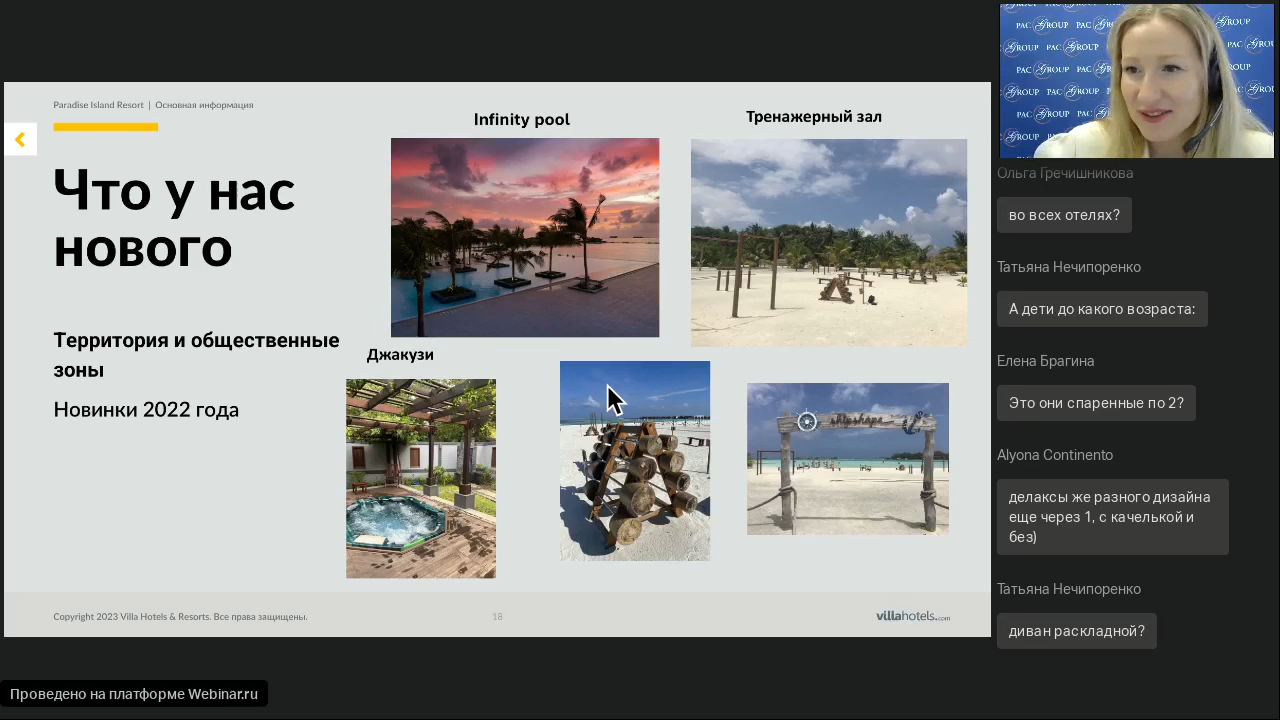 Paradise Island Resort | Основная информация
Что у нас
нового
Территория и общественные
зоны
Новинки 2022 года
Infinity pool
Тренажерный зал
Джакузи
Copyright 2023 Villa Hotels & Resorts. Все права защищены.
18
villahotels.com
Проведено на платформе Webinar.ru
PAC GROUP
Ольга Гречишникова
во всех отелях?
Татьяна Нечипоренко
А дети до какого возраста:
Елена Брагина
Это они спаренные по 2?
Alyona Continento
делаксы же разного дизайна
еще через 1, с качелькой и
без)
Татьяна Нечипоренко
диван раскладной?